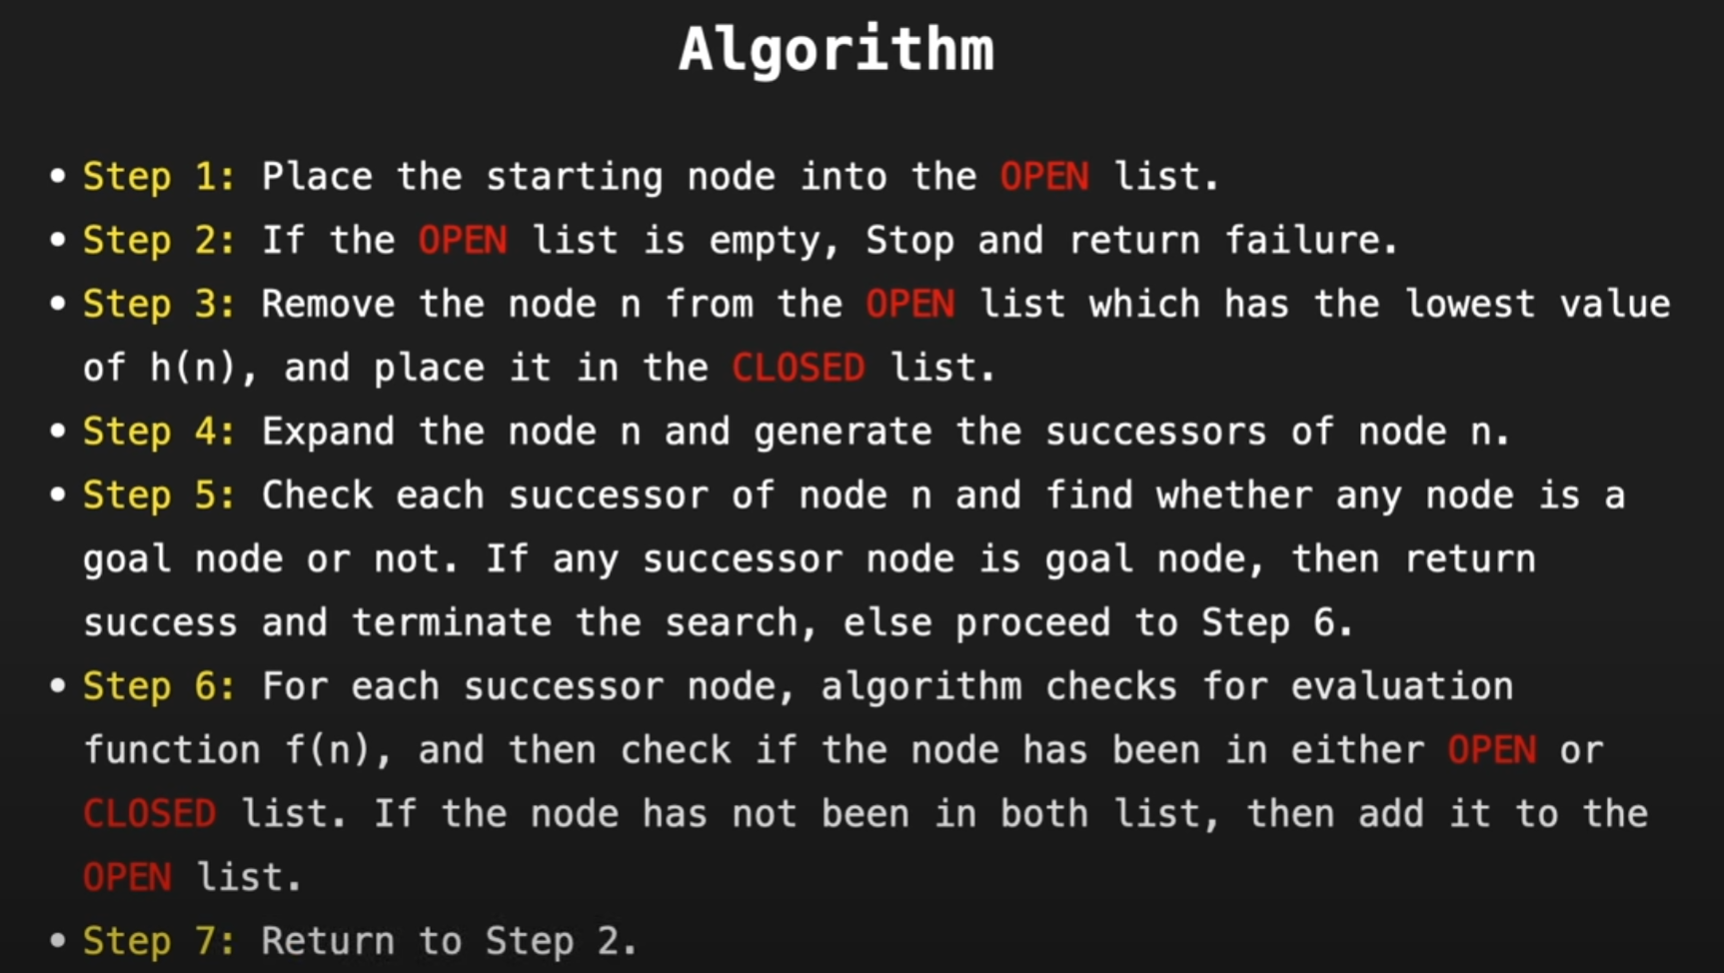 Algorithm
• Step 1: Place the starting node into the OPEN list.
• Step 2: If the OPEN list is empty, Stop and return failure.
• Step 3: Remove the node n from the OPEN list which has the lowest value
of h(n), and place it in the CLOSED list.
• Step 4: Expand the node n and generate the successors of node n.
• Step 5: Check each successor of node n and find whether any node is a
goal node or not. If any successor node is goal node, then return
success and terminate the search, else proceed to Step 6.
• Step 6: For each successor node, algorithm checks for evaluation
function f(n), and then check if the node has been in either OPEN or
CLOSED list. If the node has not been in both list, then add it to the
OPEN list.
• Step 7: Return to Step 2.